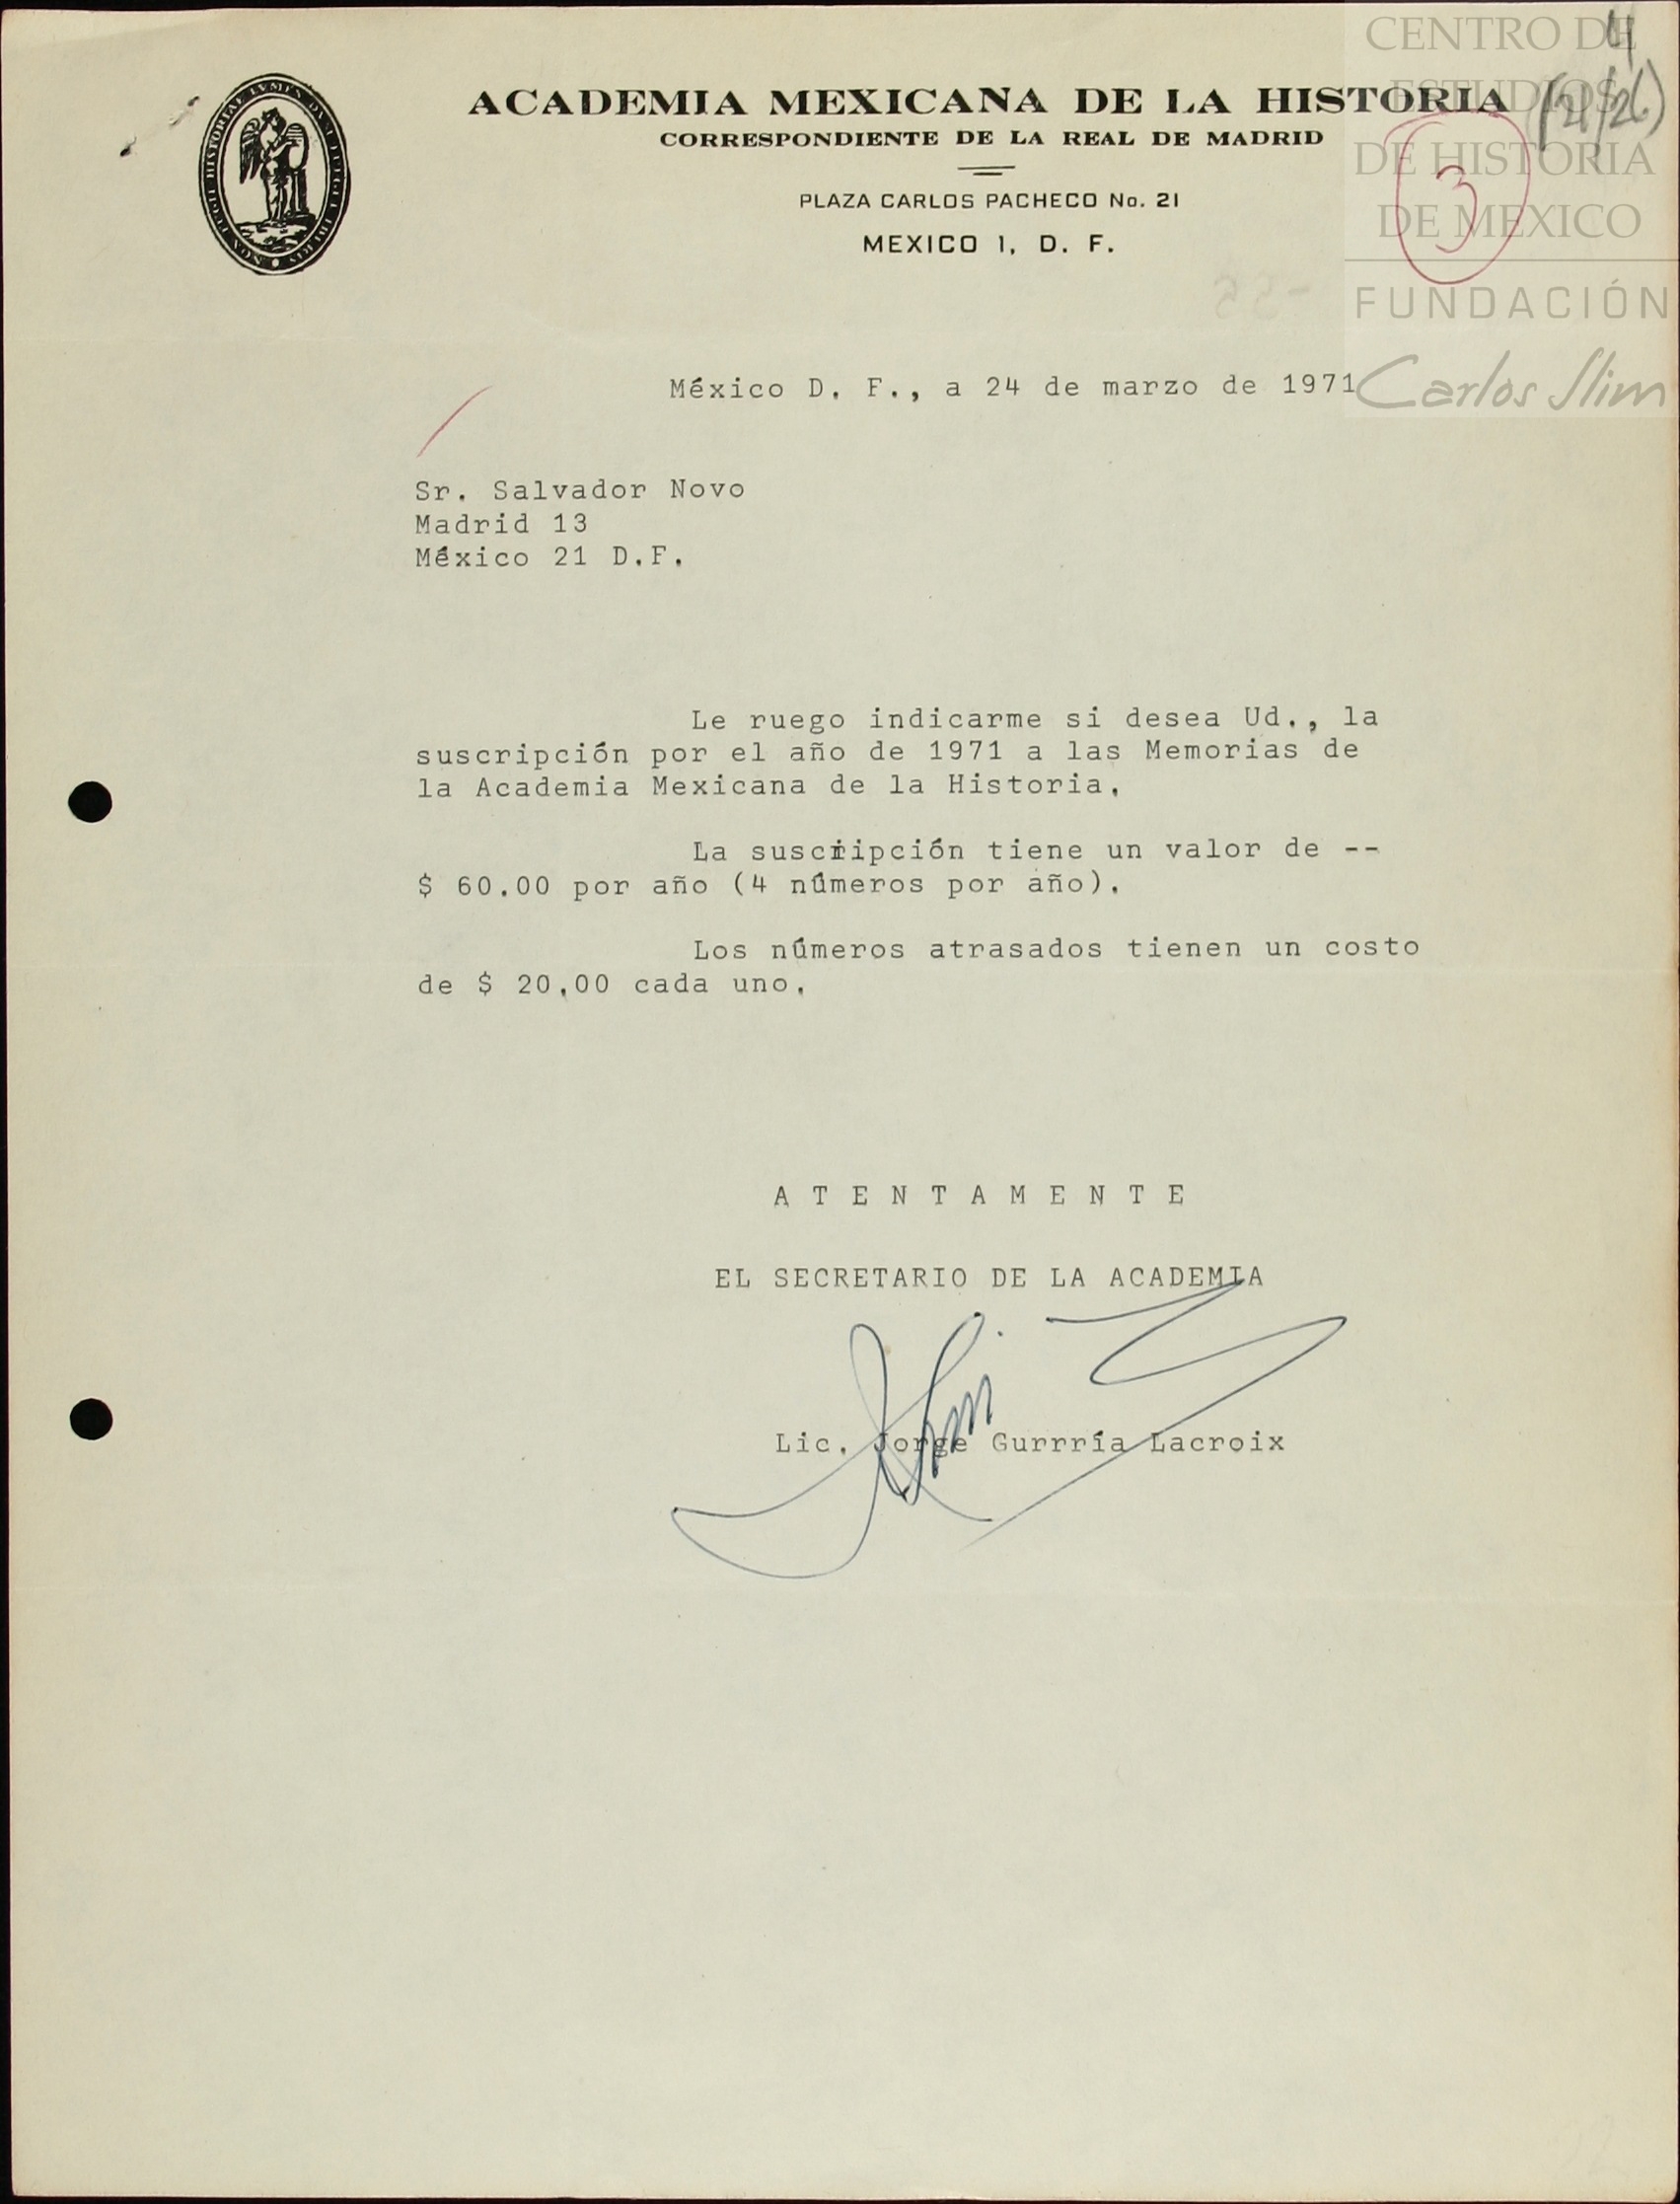 CENTRO DE
4
ACADEMIA MEXICANA DE LA HISTORIA
ESTUDIOS
CORRESPONDIENTE DE LA REAL DE MADRID
DE HISTORIA
3
PLAZA CARLOS PACHECO No. 21
DE MEXICO
MEXICO 1, D. F.
FUNDACIÓN
Carlos Slim
México D. F., a 24 de marzo de 1971
Sr. Salvador Novo
Madrid 13
México 21 D.F.
Le ruego indicarme si desea Ud., la
suscripción por el año de 1971 a las Memorias de
la Academia Mexicana de la Historia.
La suscripción tiene un valor de --
$ 60.00 por año (4 números por año).
Los números atrasados tienen un costo
de $ 20.00 cada uno.
A T E N T A M E N T E
EL SECRETARIO DE LA ACADEMIA
Lic. Jorge Gurrría Lacroix